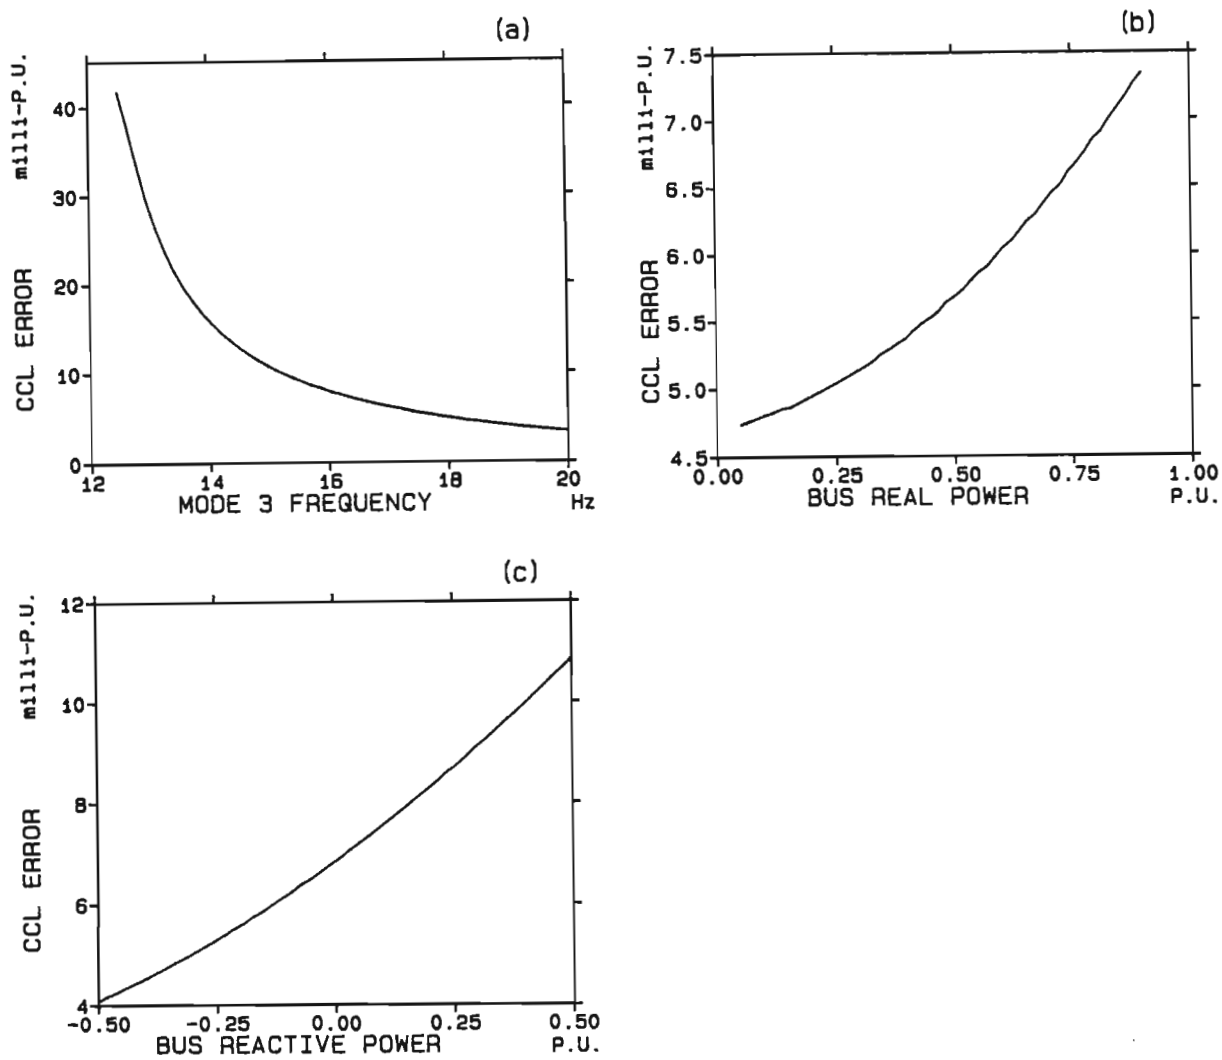 (a)
milli-P.U.
CCL ERROR
40
30
20
10
0
12
14
16
18
20
MODE 3 FREQUENCY
Hz
(b)
milli-P.U.
CCL ERROR
7.5
7.0
6.5
6.0
5.5
5.0
4.5
0.00
0.25
0.50
0.75
1.00
BUS REAL POWER
P.U.
(c)
milli-P.U.
CCL ERROR
12
10
8
6
4
-0.50
-0.25
0.00
0.25
0.50
BUS REACTIVE POWER
P.U.